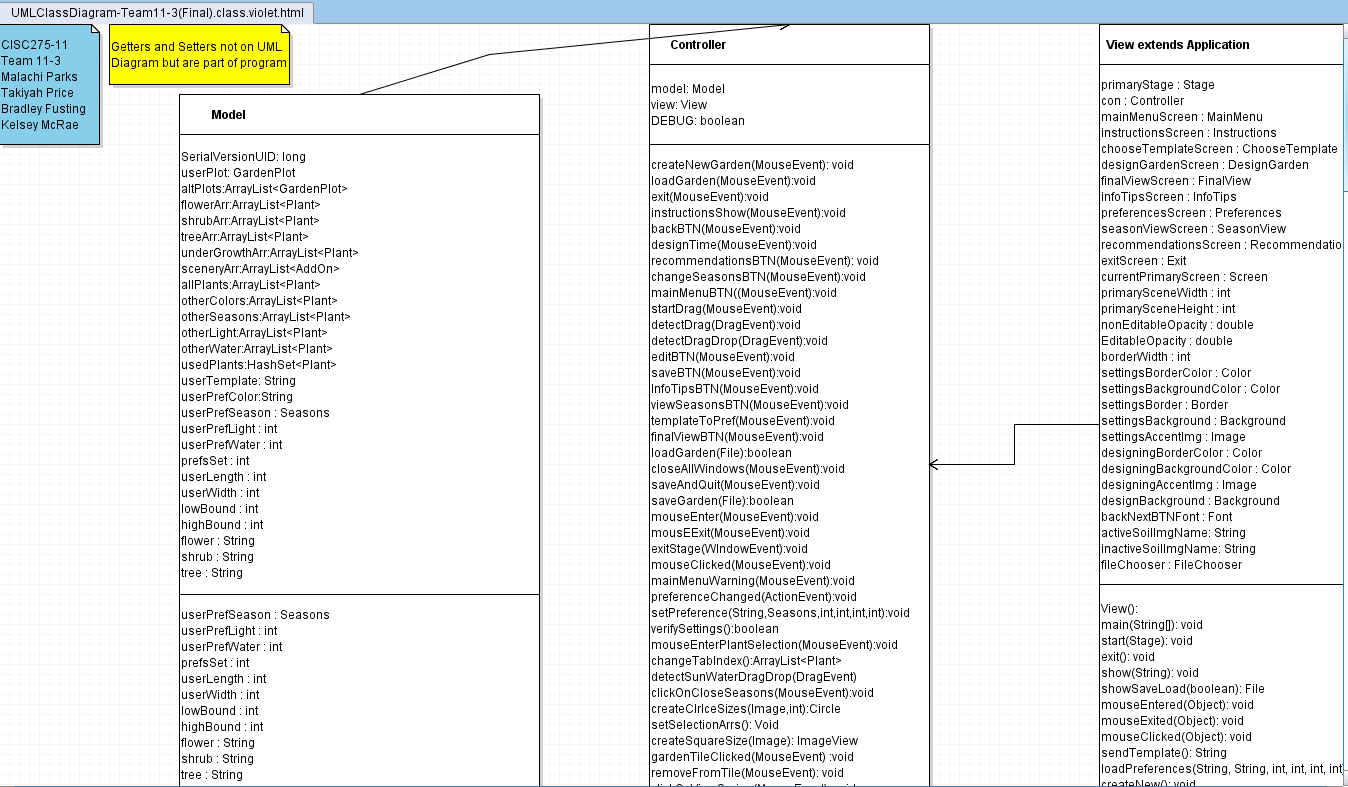 UMLClassDiagram-Team11-3(Final).class.violet.html
CISC275-11
Team 11-3
Malachi Parks
Takiyah Price
Bradley Fusting
Kelsey McRae
Getters and Setters not on UML
Diagram but are part of program
Model
SerialVersionUID: long
userPlot: GardenPlot
altPlots:ArrayList<GardenPlot>
flowerArr:ArrayList<Plant>
shrubArr:ArrayList<Plant>
treeArr:ArrayList<Plant>
underGrowthArr:ArrayList<Plant>
sceneryArr:ArrayList<AddOn>
allPlants:ArrayList<Plant>
otherColors:ArrayList<Plant>
otherSeasons:ArrayList<Plant>
otherLight:ArrayList<Plant>
otherWater:ArrayList<Plant>
usedPlants:HashSet<Plant>
userTemplate: String
userPrefColor:String
userPrefSeason : Seasons
userPrefLight : int
userPrefWater : int
prefsSet : int
userLength : int
userWidth : int
lowBound : int
highBound : int
flower : String
shrub : String
tree : String
userPrefSeason : Seasons
userPrefLight : int
userPrefWater : int
prefsSet : int
userLength : int
userWidth : int
lowBound : int
highBound : int
flower : String
shrub : String
tree : String
Controller
model: Model
view: View
DEBUG: boolean
createNewGarden(MouseEvent): void
loadGarden(MouseEvent):void
exit(MouseEvent):void
instructionsShow(MouseEvent):void
backBTN(MouseEvent):void
designTime(MouseEvent):void
recommendationsBTN(MouseEvent): void
changeSeasonsBTN(MouseEvent):void
mainMenuBTN((MouseEvent):void
startDrag(MouseEvent):void
detectDrag(DragEvent):void
detectDragDrop(DragEvent):void
editBTN(MouseEvent):void
saveBTN(MouseEvent):void
InfoTipsBTN(MouseEvent):void
viewSeasonsBTN(MouseEvent):void
templateToPref(MouseEvent):void
finalViewBTN(MouseEvent):void
loadGarden(File):boolean
closeAllWindows(MouseEvent):void
saveAndQuit(MouseEvent):void
saveGarden(File):boolean
mouseEnter(MouseEvent):void
mousEExit(MouseEvent):void
exitStage(WIndowEvent):void
mouseClicked(MouseEvent):void
mainMenuWarning(MouseEvent):void
preferenceChanged(ActionEvent):void
setPreference(String,Seasons,int,int,int,int):void
verifySettings():boolean
mouseEnterPlantSelection(MouseEvent):void
changeTabIndex():ArrayList<Plant>
detectSunWaterDragDrop(DragEvent)
clickOnCloseSeasons(MouseEvent):void
createClrlceSizes(Image,int):Circle
setSelectionArrs(): Void
createSquareSize(Image): ImageView
gardenTileClicked(MouseEvent) :void
removeFromTile(MouseEvent): void
View extends Application
primaryStage : Stage
con : Controller
mainMenuScreen : MainMenu
instructionsScreen : Instructions
chooseTemplateScreen : ChooseTemplate
designGardenScreen : DesignGarden
finalViewScreen : FinalView
infoTipsScreen : InfoTips
preferencesScreen : Preferences
seasonViewScreen : SeasonView
recommendationsScreen : Recommendatio
exitScreen : Exit
currentPrimaryScreen : Screen
primarySceneWidth : int
primarySceneHeight : int
nonEditableOpacity : double
EditableOpacity : double
borderWidth : int
settingsBorderColor : Color
settingsBackgroundColor : Color
settingsBorder : Border
settingsBackground : Background
settingsAccentImg : Image
designingBorderColor : Color
designingBackgroundColor : Color
designingAccentImg : Image
designBackground : Background
backNextBTNFont : Font
activeSoilImgName: String
inactiveSoilImgName: String
fileChooser : FileChooser
View():
main(String[]): void
start(Stage): void
exit(): void
show(String): void
showSaveLoad(boolean): File
mouseEntered(Object): void
mouseExited(Object): void
mouseClicked(Object): void
sendTemplate(): String
loadPreferences(String, String, int, int, int, int
createNew(): void